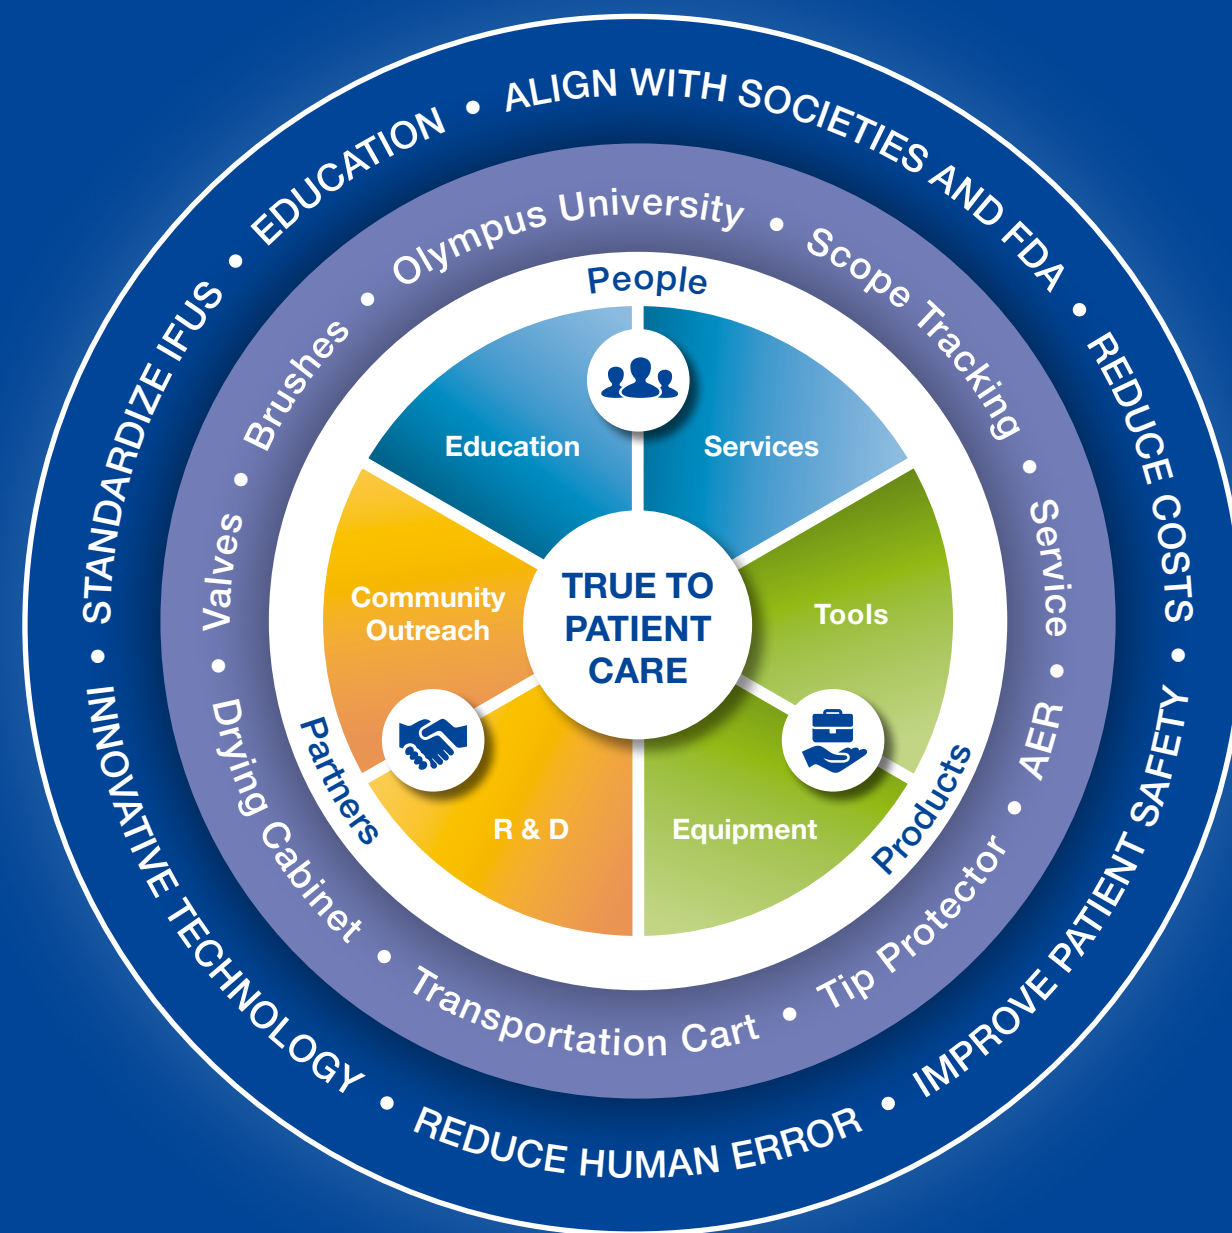 STANDARDIZE IFUS • EDUCATION • ALIGN WITH SOCIETIES AND FDA • REDUCE COSTS • IMPROVE PATIENT SAFETY • REDUCE HUMAN ERROR • INNOVATIVE TECHNOLOGY •
Olympus University • Scope Tracking • Service • AER • Tip Protector • Transportation Cart • Drying Cabinet • Valves • Brushes •
People
Education
Services
Community
Outreach
TRUE TO
PATIENT
CARE
Tools
Partners
Products
R & D
Equipment